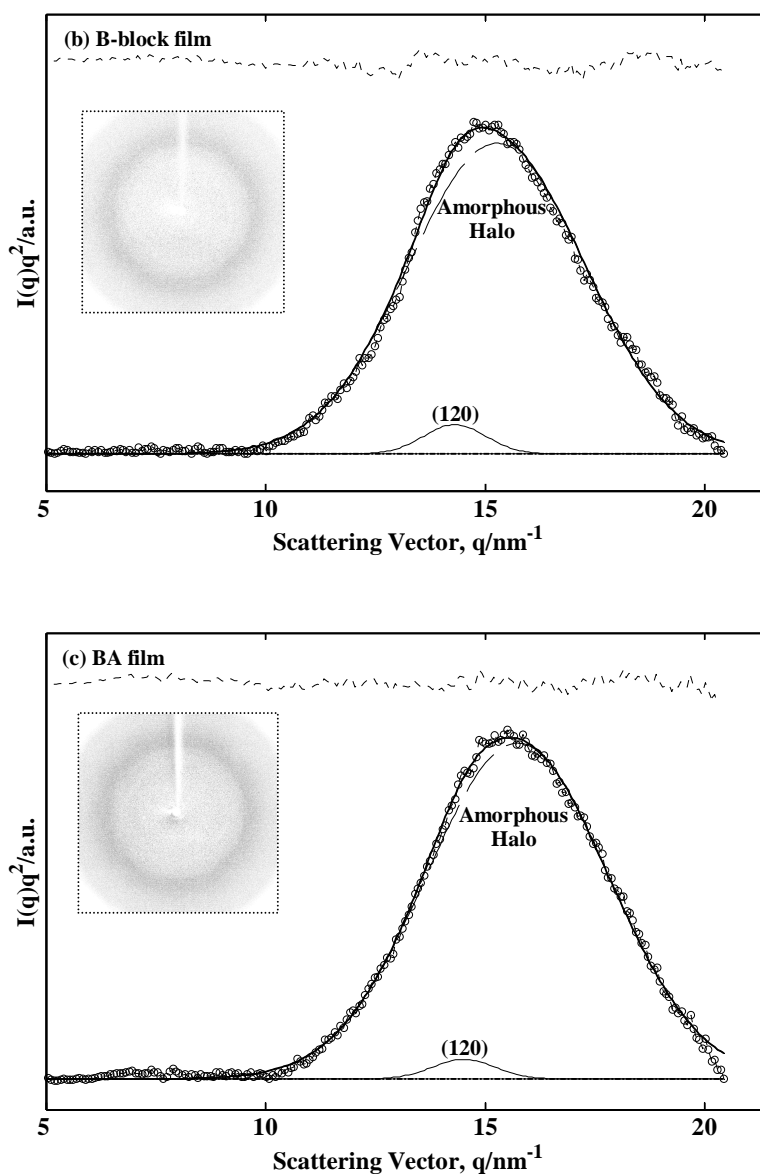 (b) B-block film
I(q)q²/a.u.
Amorphous
Halo
(120)
5 10 15 20
Scattering Vector, q/nm⁻¹
(c) BA film
I(q)q²/a.u.
Amorphous
Halo
(120)
5 10 15 20
Scattering Vector, q/nm⁻¹